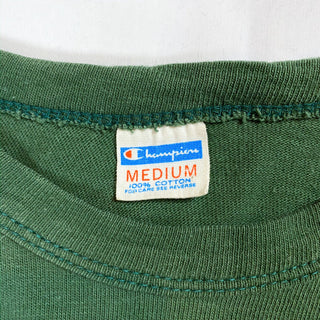 Champion
MEDIUM
100% COTTON
FOR CARE SEE REVERSE